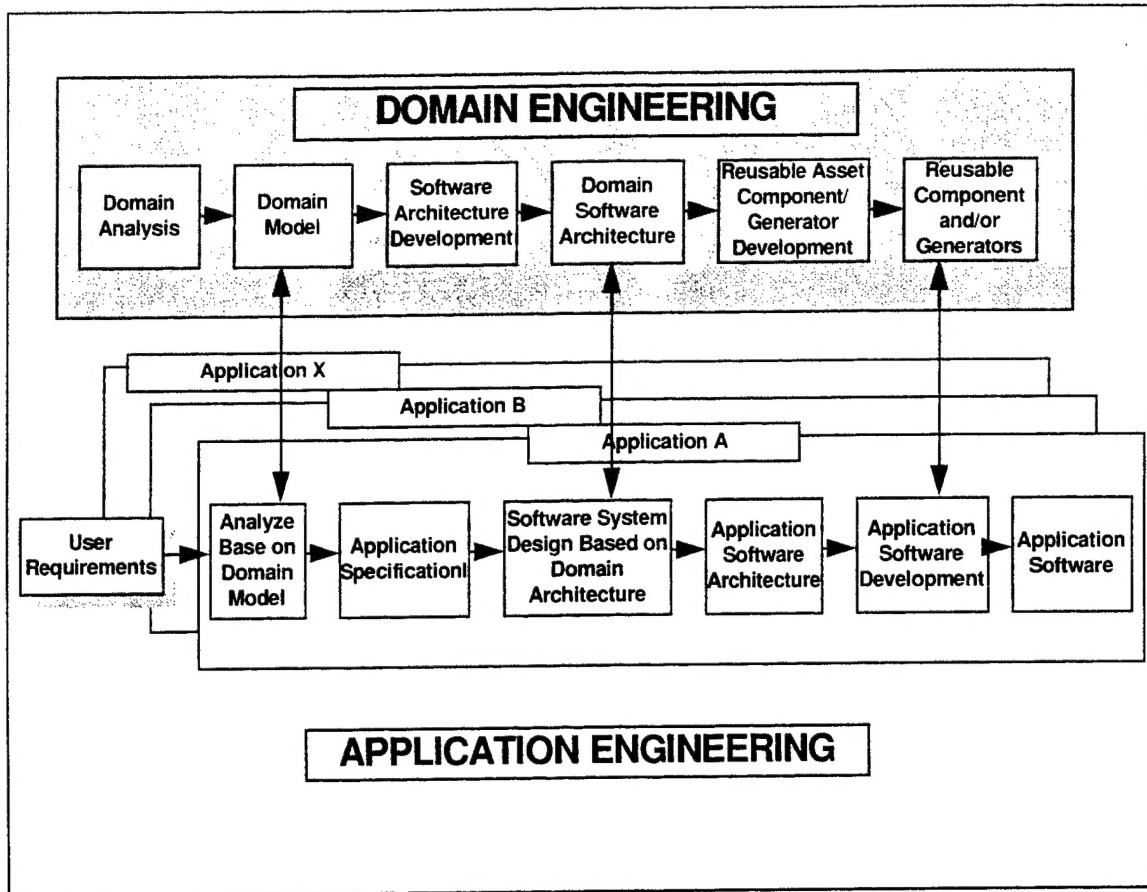 DOMAIN ENGINEERING
Domain
Analysis
Domain
Model
Software
Architecture
Development
Domain
Software
Architecture
Reusable Asset
Component/
Generator
Development
Reusable
Component
and/or
Generators
Application X
Application B
Application A
User
Requirements
Analyze
Base on
Domain
Model
Application
Specificationl
Software System
Design Based on
Domain
Architecture
Application
Software
Architecture
Application
Software
Development
Application
Software
APPLICATION ENGINEERING